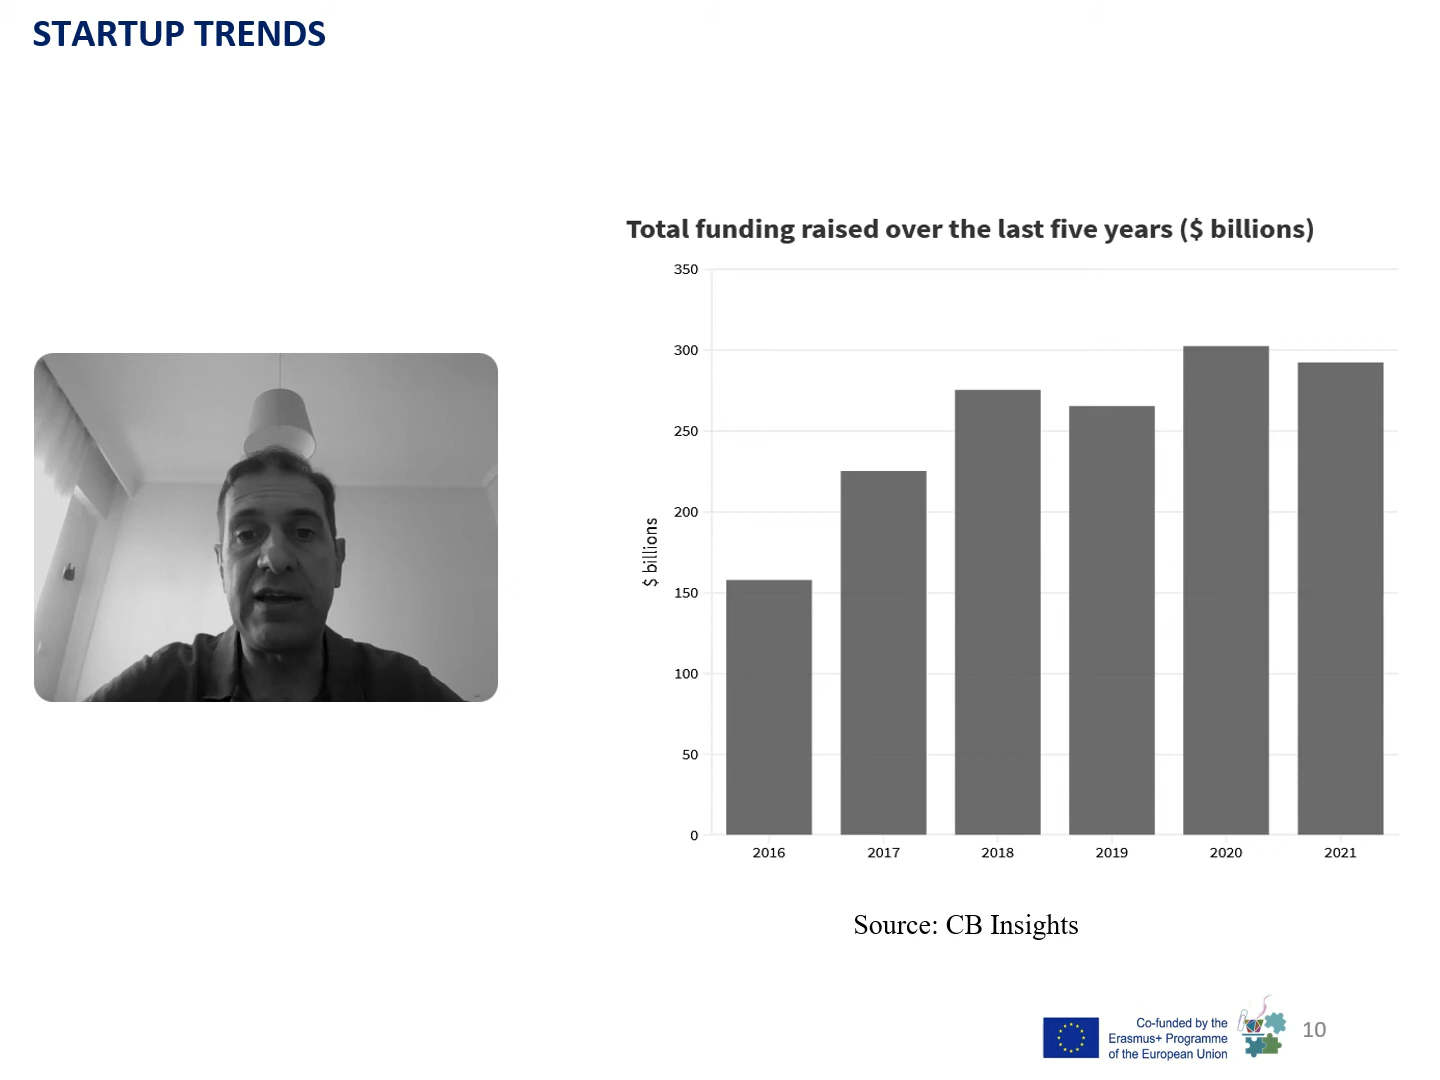 STARTUP TRENDS
Total funding raised over the last five years ($ billions)
350
300
250
200
150
100
50
0
$ billions
2016 2017 2018 2019 2020 2021
Source: CB Insights
Co-funded by the
Erasmus+ Programme
of the European Union
10